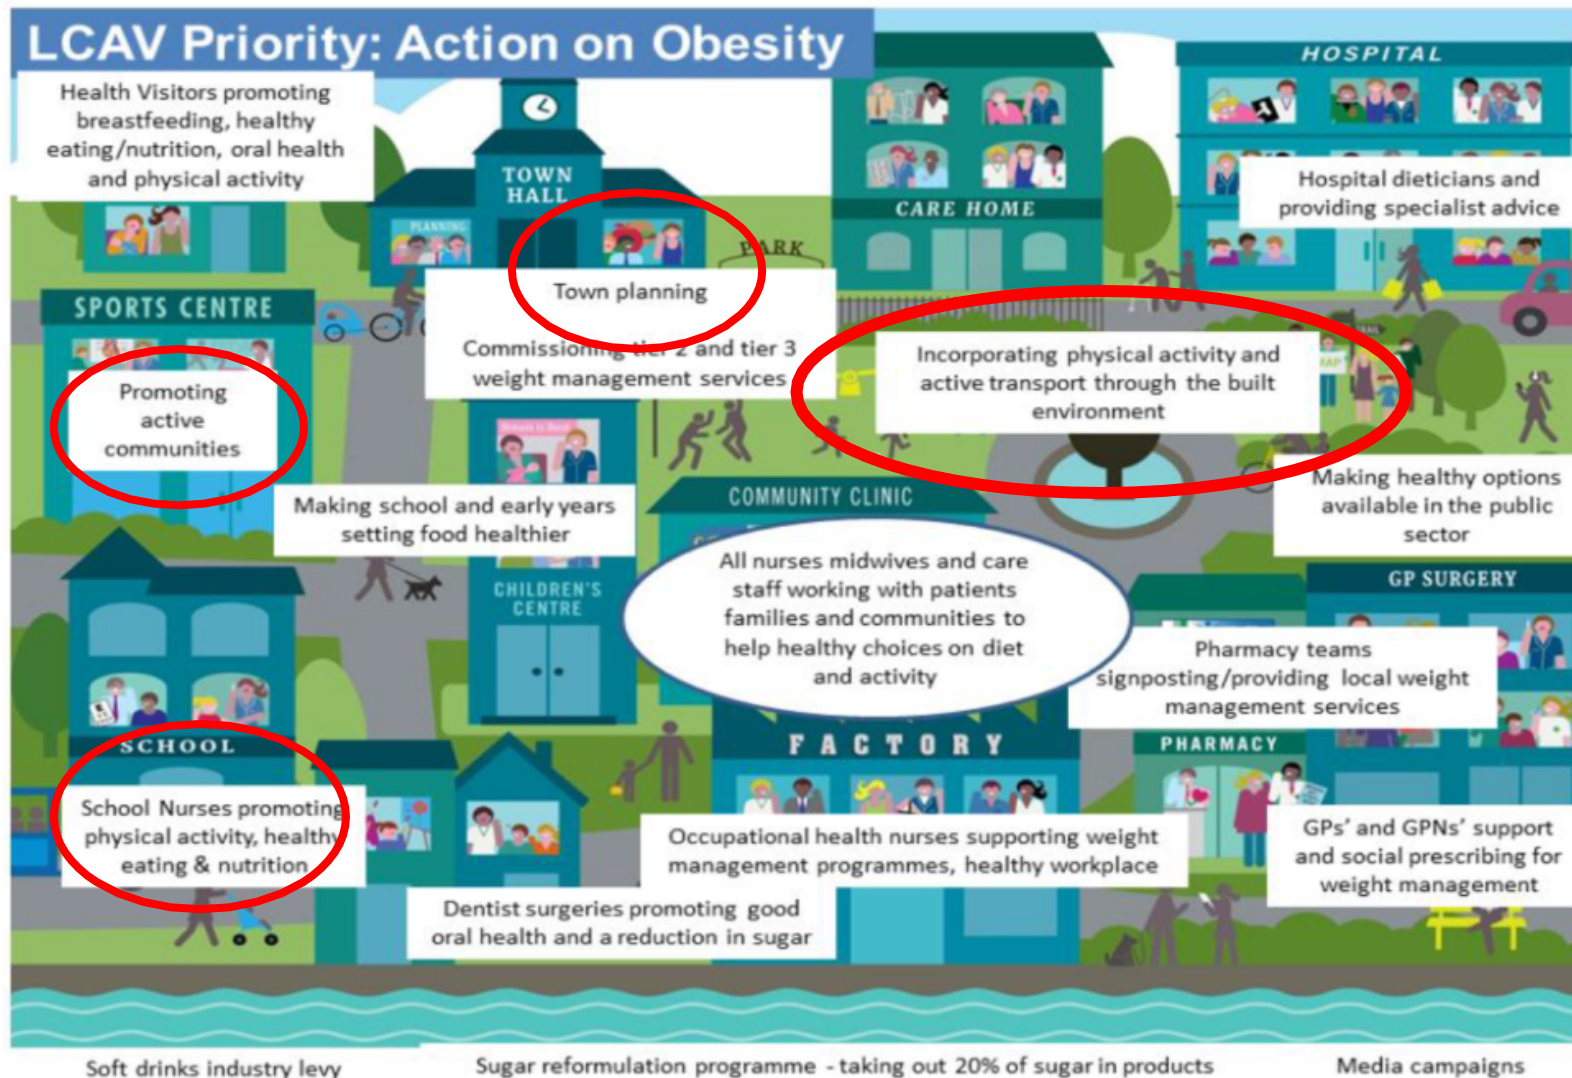 LCAV Priority: Action on Obesity
HOSPITAL
Health Visitors promoting
breastfeeding, healthy
eating/nutrition, oral health
and physical activity
TOWN
HALL
PLANNING
CARE HOME
Hospital dieticians and
providing specialist advice
PARK
Town planning
Commissioning tier 2 and tier 3
weight management services
SPORTS CENTRE
Promoting
active
communities
Incorporating physical activity and
active transport through the built
environment
TRAIL
MAP
Breast is Best
Making school and early years
setting food healthier
COMMUNITY CLINIC
Making healthy options
available in the public
sector
CHILDREN'S
CENTRE
All nurses midwives and care
staff working with patients
families and communities to
help healthy choices on diet
and activity
GP SURGERY
Pharmacy teams
signposting/providing local weight
management services
SCHOOL
FACTORY
PHARMACY
School Nurses promoting
physical activity, healthy
eating & nutrition
Occupational health nurses supporting weight
management programmes, healthy workplace
GPs' and GPNs' support
and social prescribing for
weight management
Dentist surgeries promoting good
oral health and a reduction in sugar
Soft drinks industry levy
Sugar reformulation programme - taking out 20% of sugar in products
Media campaigns